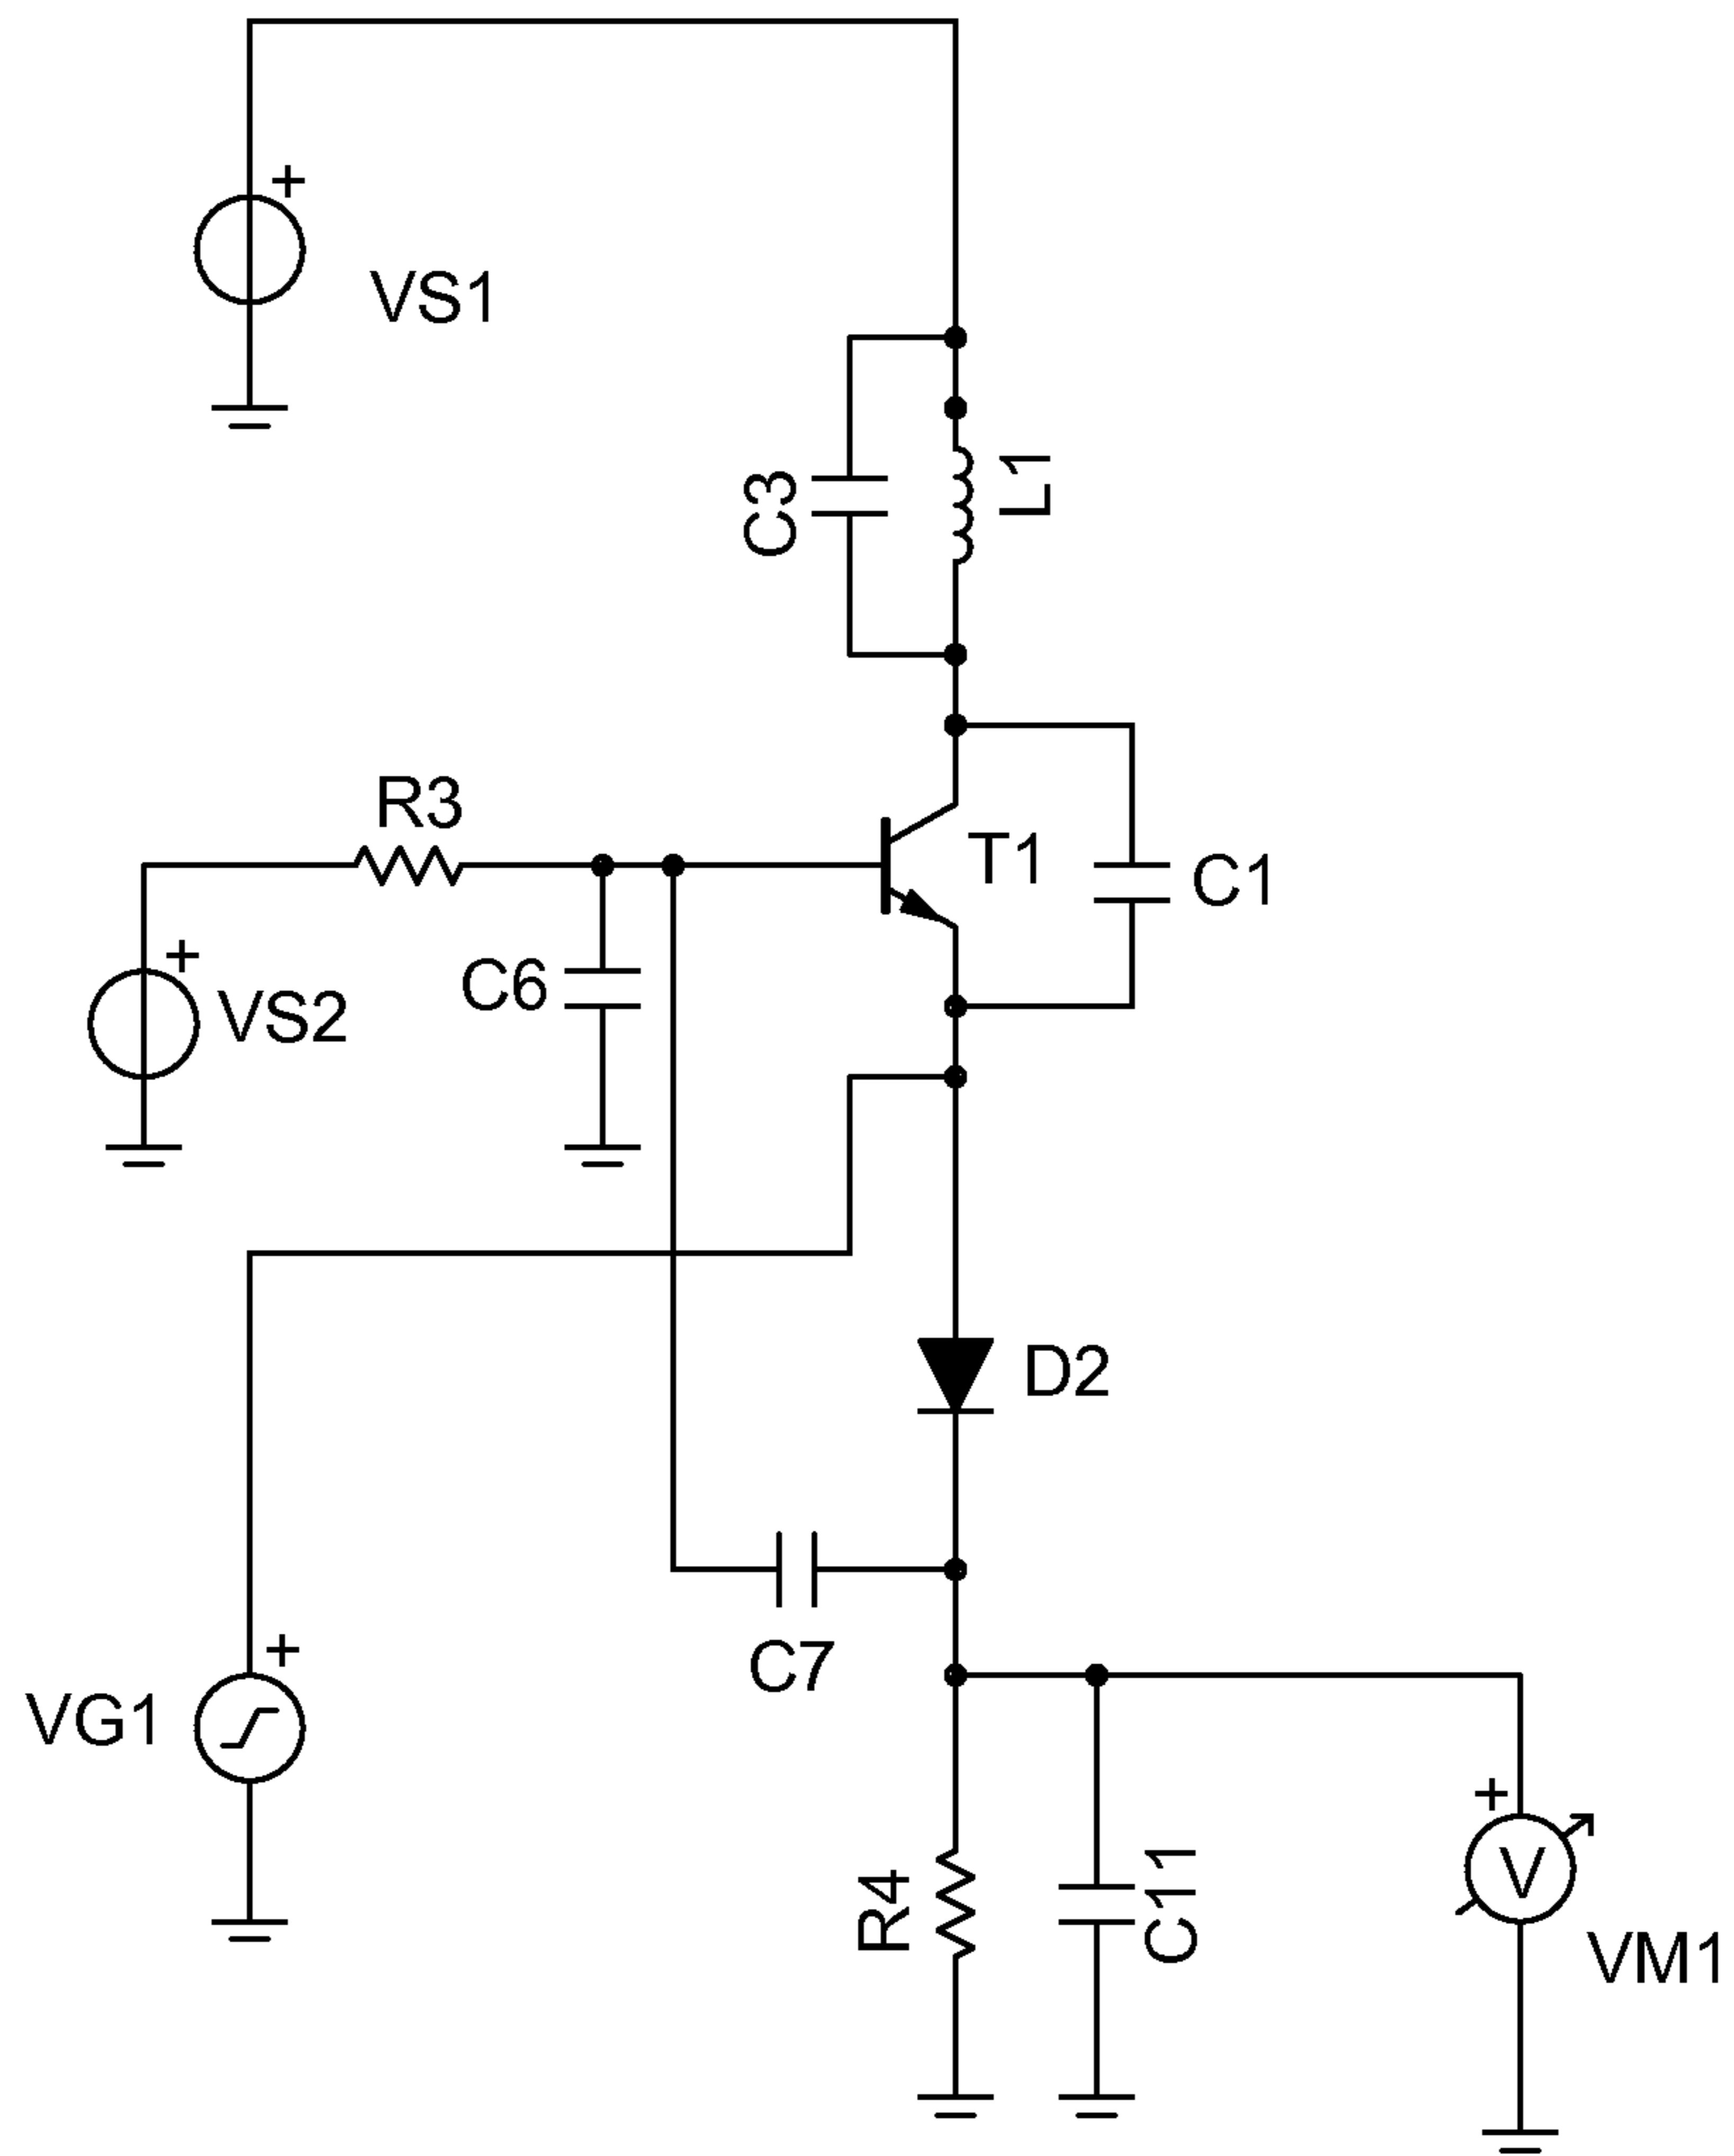 +
VS1
C3
L1
R3
T1
C1
+
VS2
C6
D2
C7
+
VG1
+
V
R4
C11
VM1